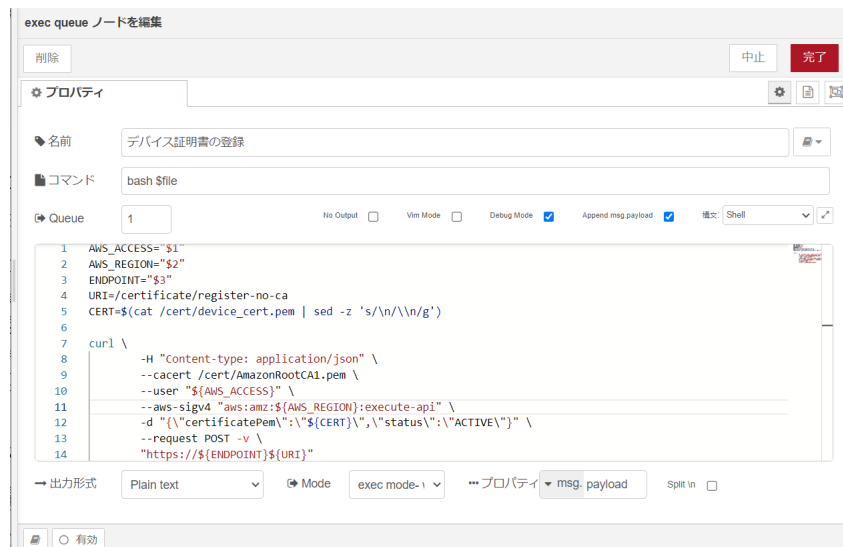 exec queue ノードを編集
削除 中止 完了
プロパティ
名前 デバイス証明書の登録
コマンド bash $file
Queue 1 No Output Vim Mode Debug Mode Append msg.payload 構文: Shell
1 AWS_ACCESS="$1"
2 AWS_REGION="$2"
3 ENDPOINT="$3"
4 URI=/certificate/register-no-ca
5 CERT=$(cat /cert/device_cert.pem | sed -z 's/\n/\\n/g')
6
7 curl \
8 -H "Content-type: application/json" \
9 --cacert /cert/AmazonRootCA1.pem \
10 --user "${AWS_ACCESS}" \
11 --aws-sigv4 "aws:amz:${AWS_REGION}:execute-api" \
12 -d "{\"certificatePem\":\"${CERT}\",\"status\":\"ACTIVE\"}" \
13 --request POST -v \
14 "https://${ENDPOINT}${URI}"
出力形式 Plain text Mode exec mode- プロパティ msg. payload Split \n
有効